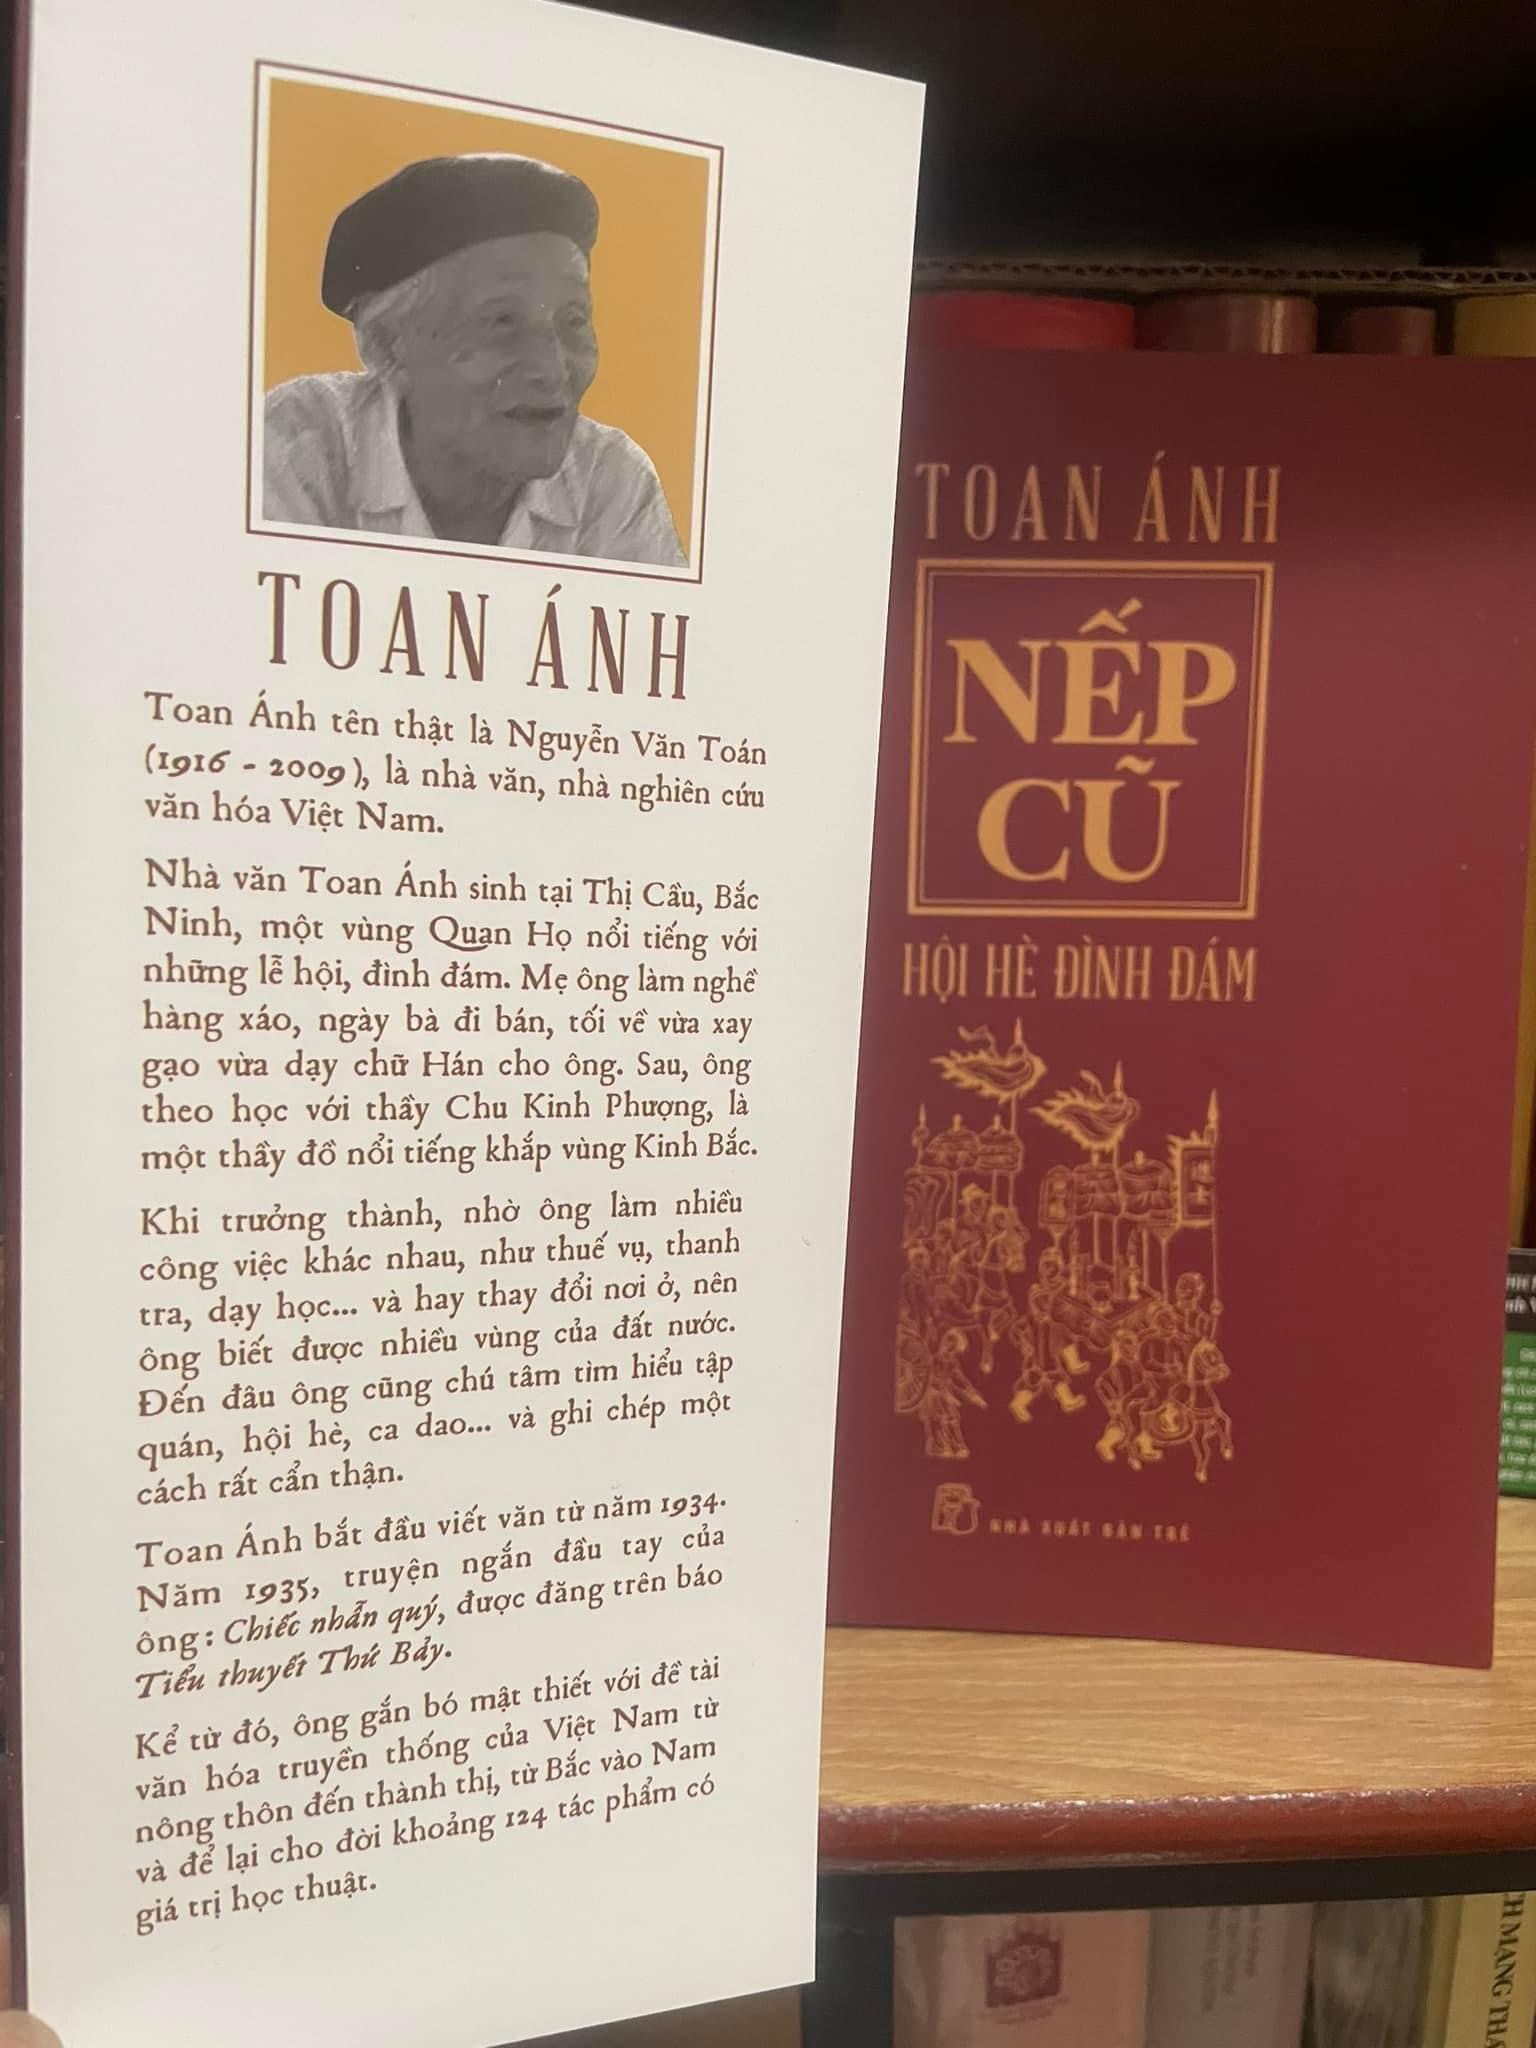 TOAN ÁNH
Toan Ánh tên thật là Nguyễn Văn Toán
(1916 - 2009), là nhà văn, nhà nghiên cứu
văn hóa Việt Nam.
Nhà văn Toan Ánh sinh tại Thị Cầu, Bắc
Ninh, một vùng Quan Họ nổi tiếng với
những lễ hội, đình đám. Mẹ ông làm nghề
hàng xáo, ngày bà đi bán, tối về vừa xay
gạo vừa dạy chữ Hán cho ông. Sau, ông
theo học với thầy Chu Kinh Phượng, là
một thầy đồ nổi tiếng khắp vùng Kinh Bắc.
Khi trưởng thành, nhờ ông làm nhiều
công việc khác nhau, như thuế vụ, thanh
tra, dạy học... và hay thay đổi nơi ở, nên
ông biết được nhiều vùng của đất nước.
Đến đâu ông cũng chú tâm tìm hiểu tập
quán, hội hè, ca dao... và ghi chép một
cách rất cẩn thận.
Toan Ánh bắt đầu viết văn từ năm 1934.
Năm 1935, truyện ngắn đầu tay của
ông: Chiếc nhẫn quý, được đăng trên báo
Tiểu thuyết Thứ Bảy.
Kể từ đó, ông gắn bó mật thiết với đề tài
văn hóa truyền thống của Việt Nam từ
nông thôn đến thành thị, từ Bắc vào Nam
và để lại cho đời khoảng 124 tác phẩm có
giá trị học thuật.
TOAN ÁNH
NẾP
CŨ
HỘI HÈ ĐÌNH ĐÁM
NHÀ XUẤT BẢN TRẺ
CH MẠNG THÁ